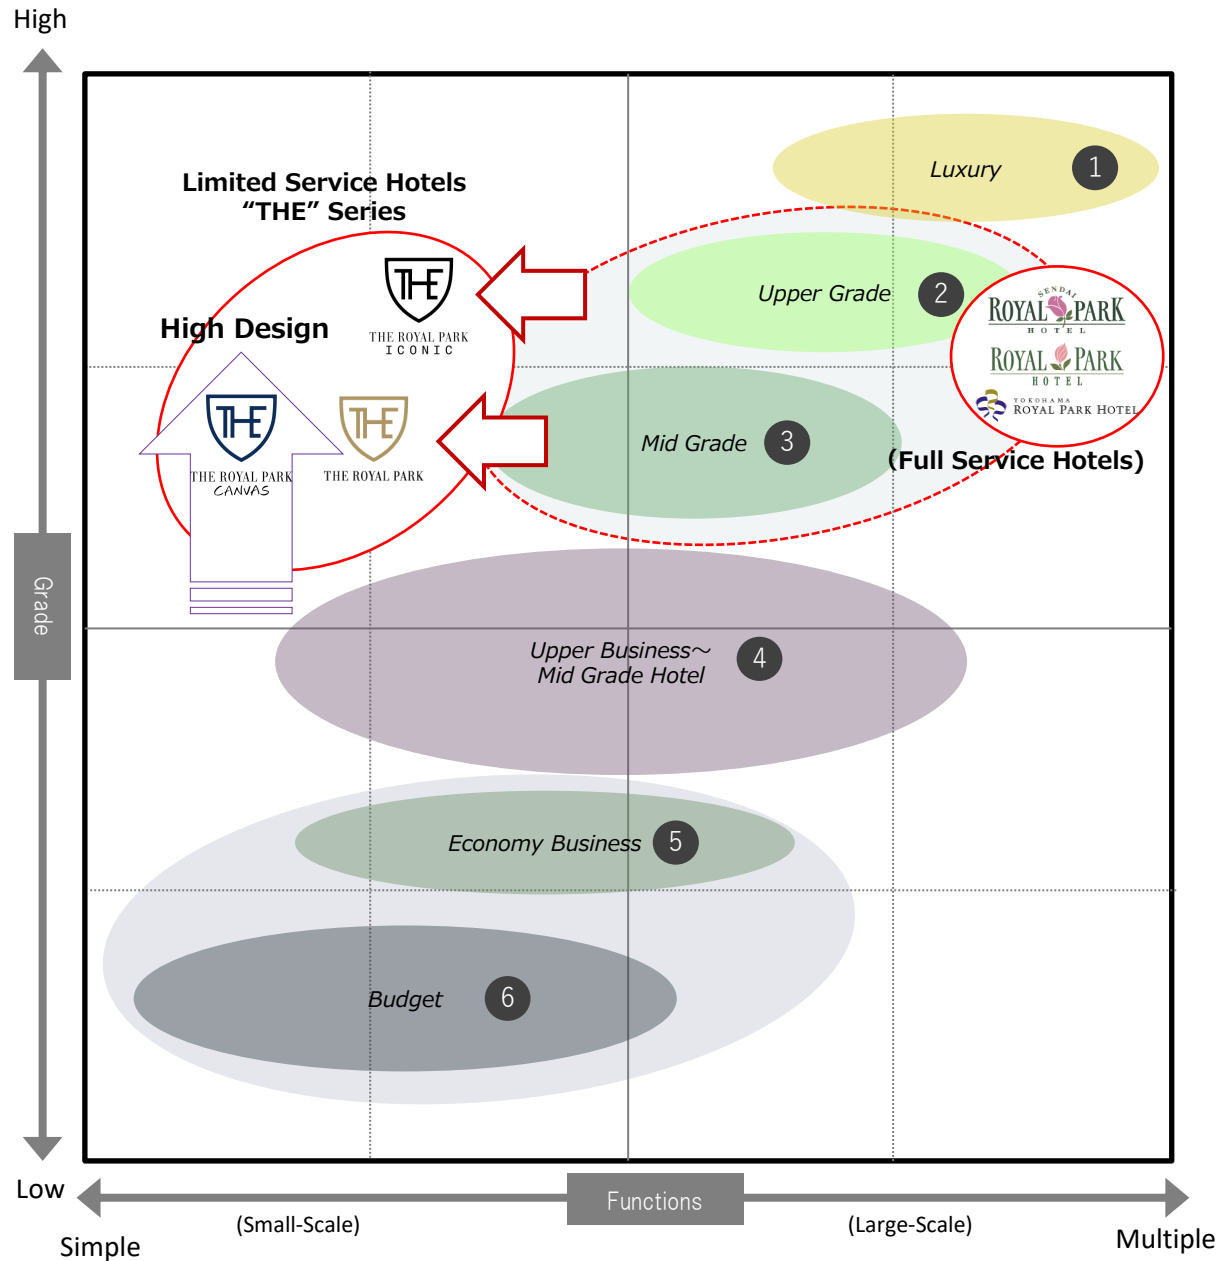 High
Luxury 1
Limited Service Hotels
“THE” Series
THE
THE ROYAL PARK
ICONIC
Upper Grade 2
SENDAI
ROYAL PARK
HOTEL
ROYAL PARK
HOTEL
YOKOHAMA
ROYAL PARK HOTEL
High Design
THE
THE ROYAL PARK
CANVAS
THE
THE ROYAL PARK
Mid Grade 3
(Full Service Hotels)
Grade
Upper Business～
Mid Grade Hotel
4
Economy Business 5
Budget 6
Low
Functions
(Small-Scale)
(Large-Scale)
Simple
Multiple